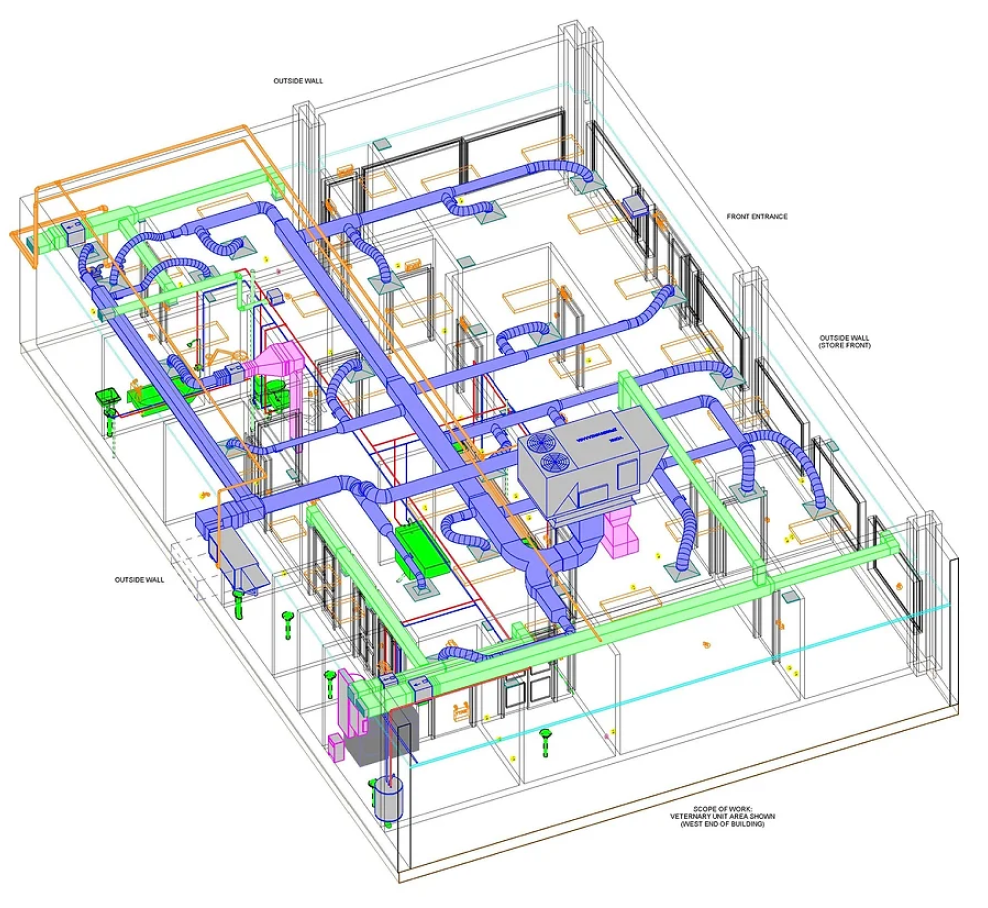 OUTSIDE WALL
FRONT ENTRANCE
OUTSIDE WALL
(STORE FRONT)
OUTSIDE WALL
SCOPE OF WORK:
VETERNARY UNIT AREA SHOWN
(WEST END OF BUILDING)